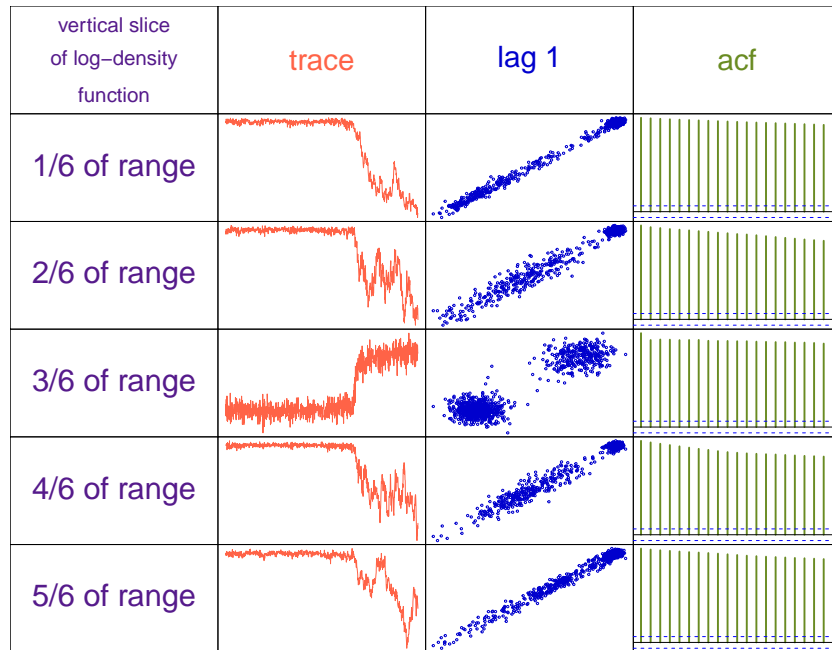 vertical slice
of log−density
function
trace
lag 1
acf
1/6 of range
2/6 of range
3/6 of range
4/6 of range
5/6 of range